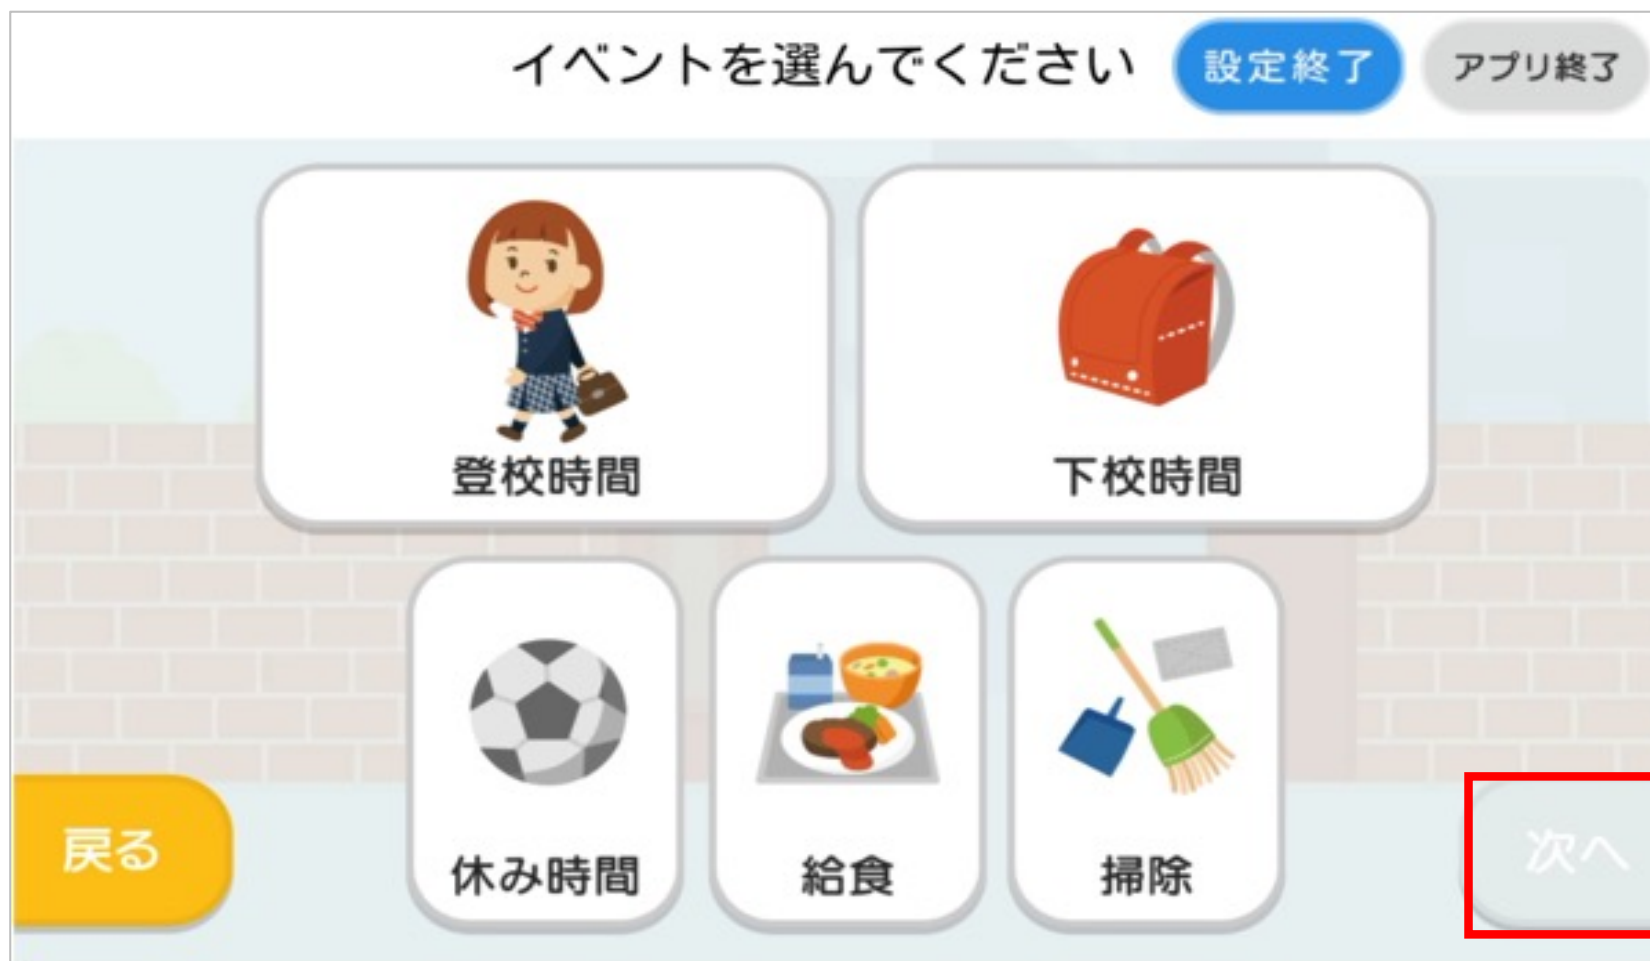 イベントを選んでください
設定終了
アプリ終了
登校時間
下校時間
休み時間
給食
掃除
戻る
次へ